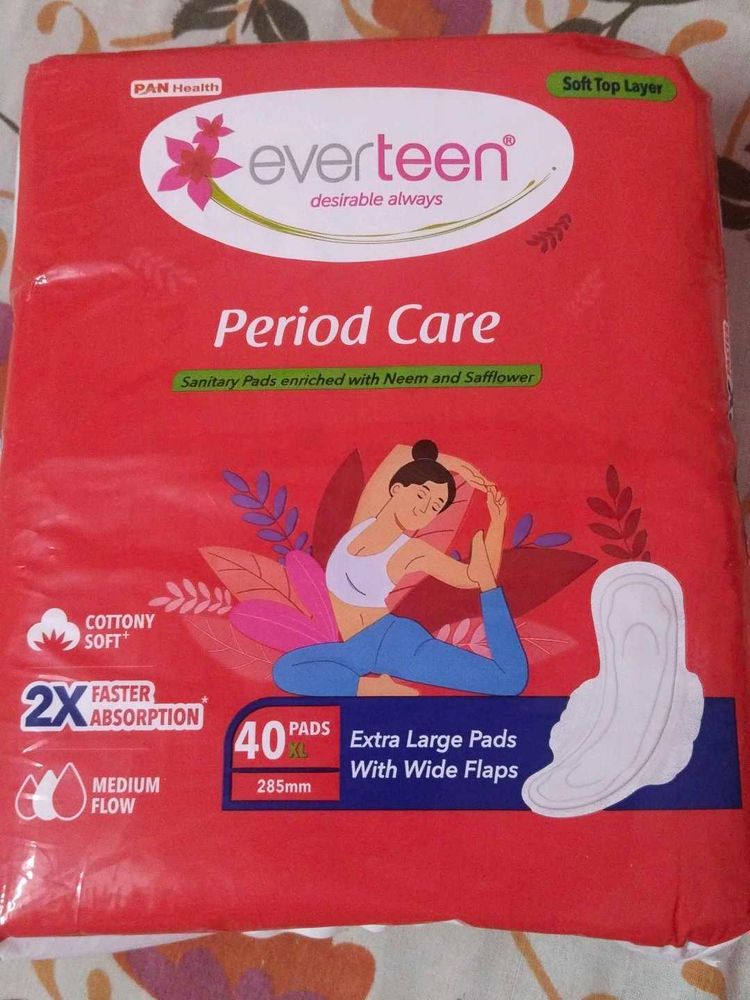 PAN Health
Soft Top Layer
everteen®
desirable always
Period Care
Sanitary Pads enriched with Neem and Safflower
COTTONY
SOFT+
2X FASTER
ABSORPTION*
MEDIUM
FLOW
40 PADS
XL
285mm
Extra Large Pads
With Wide Flaps